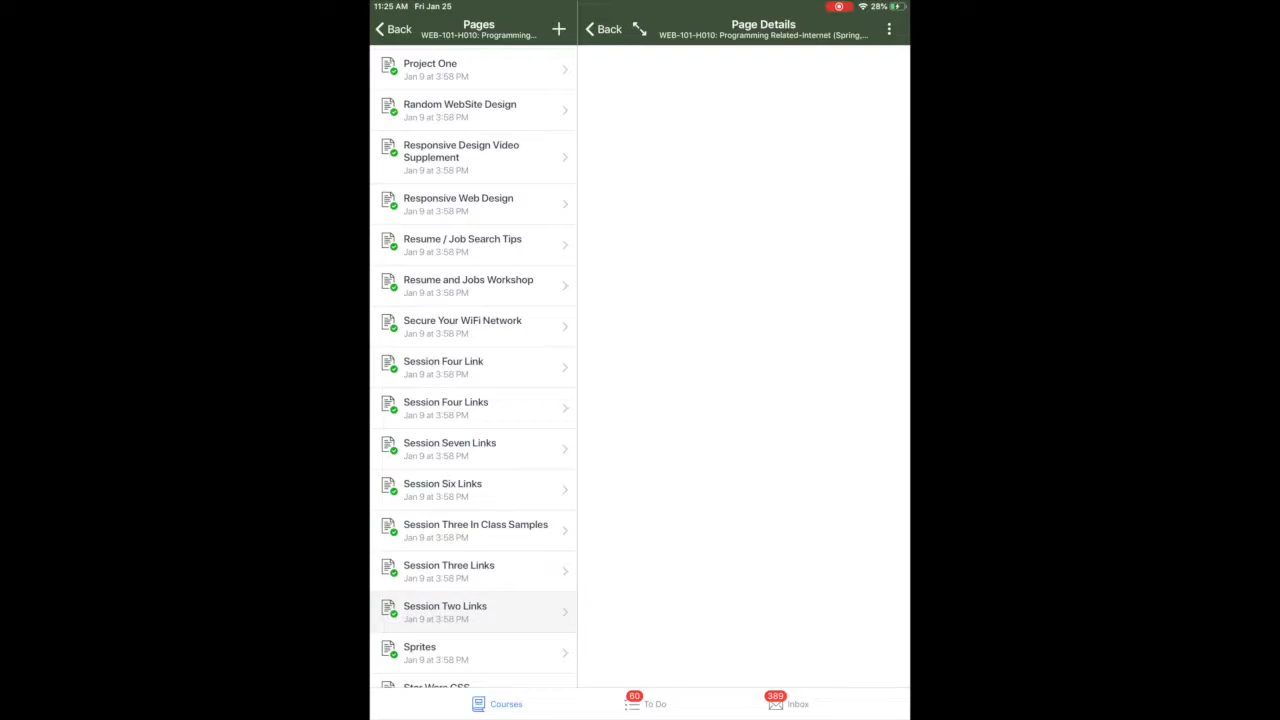 11:25 AM Fri Jan 25
28%
Back
Pages
WEB-101-H010: Programming...
Back
Page Details
WEB-101-H010: Programming Related-Internet (Spring,...
Project One
Jan 9 at 3:58 PM
Random WebSite Design
Jan 9 at 3:58 PM
Responsive Design Video
Supplement
Jan 9 at 3:58 PM
Responsive Web Design
Jan 9 at 3:58 PM
Resume / Job Search Tips
Jan 9 at 3:58 PM
Resume and Jobs Workshop
Jan 9 at 3:58 PM
Secure Your WiFi Network
Jan 9 at 3:58 PM
Session Four Link
Jan 9 at 3:58 PM
Session Four Links
Jan 9 at 3:58 PM
Session Seven Links
Jan 9 at 3:58 PM
Session Six Links
Jan 9 at 3:58 PM
Session Three In Class Samples
Jan 9 at 3:58 PM
Session Three Links
Jan 9 at 3:58 PM
Session Two Links
Jan 9 at 3:58 PM
Sprites
Jan 9 at 3:58 PM
Star Wars CSS
Courses
60
To Do
389
Inbox